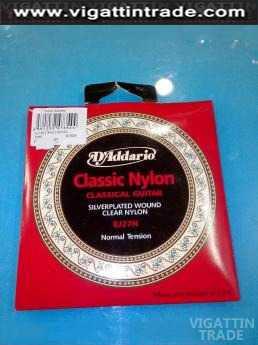 www.vigattintrade.com
D'Addario
Classic Nylon
CLASSICAL GUITAR
SILVERPLATED WOUND
CLEAR NYLON
EJ27N
Normal Tension
VIGATTIN
TRADE